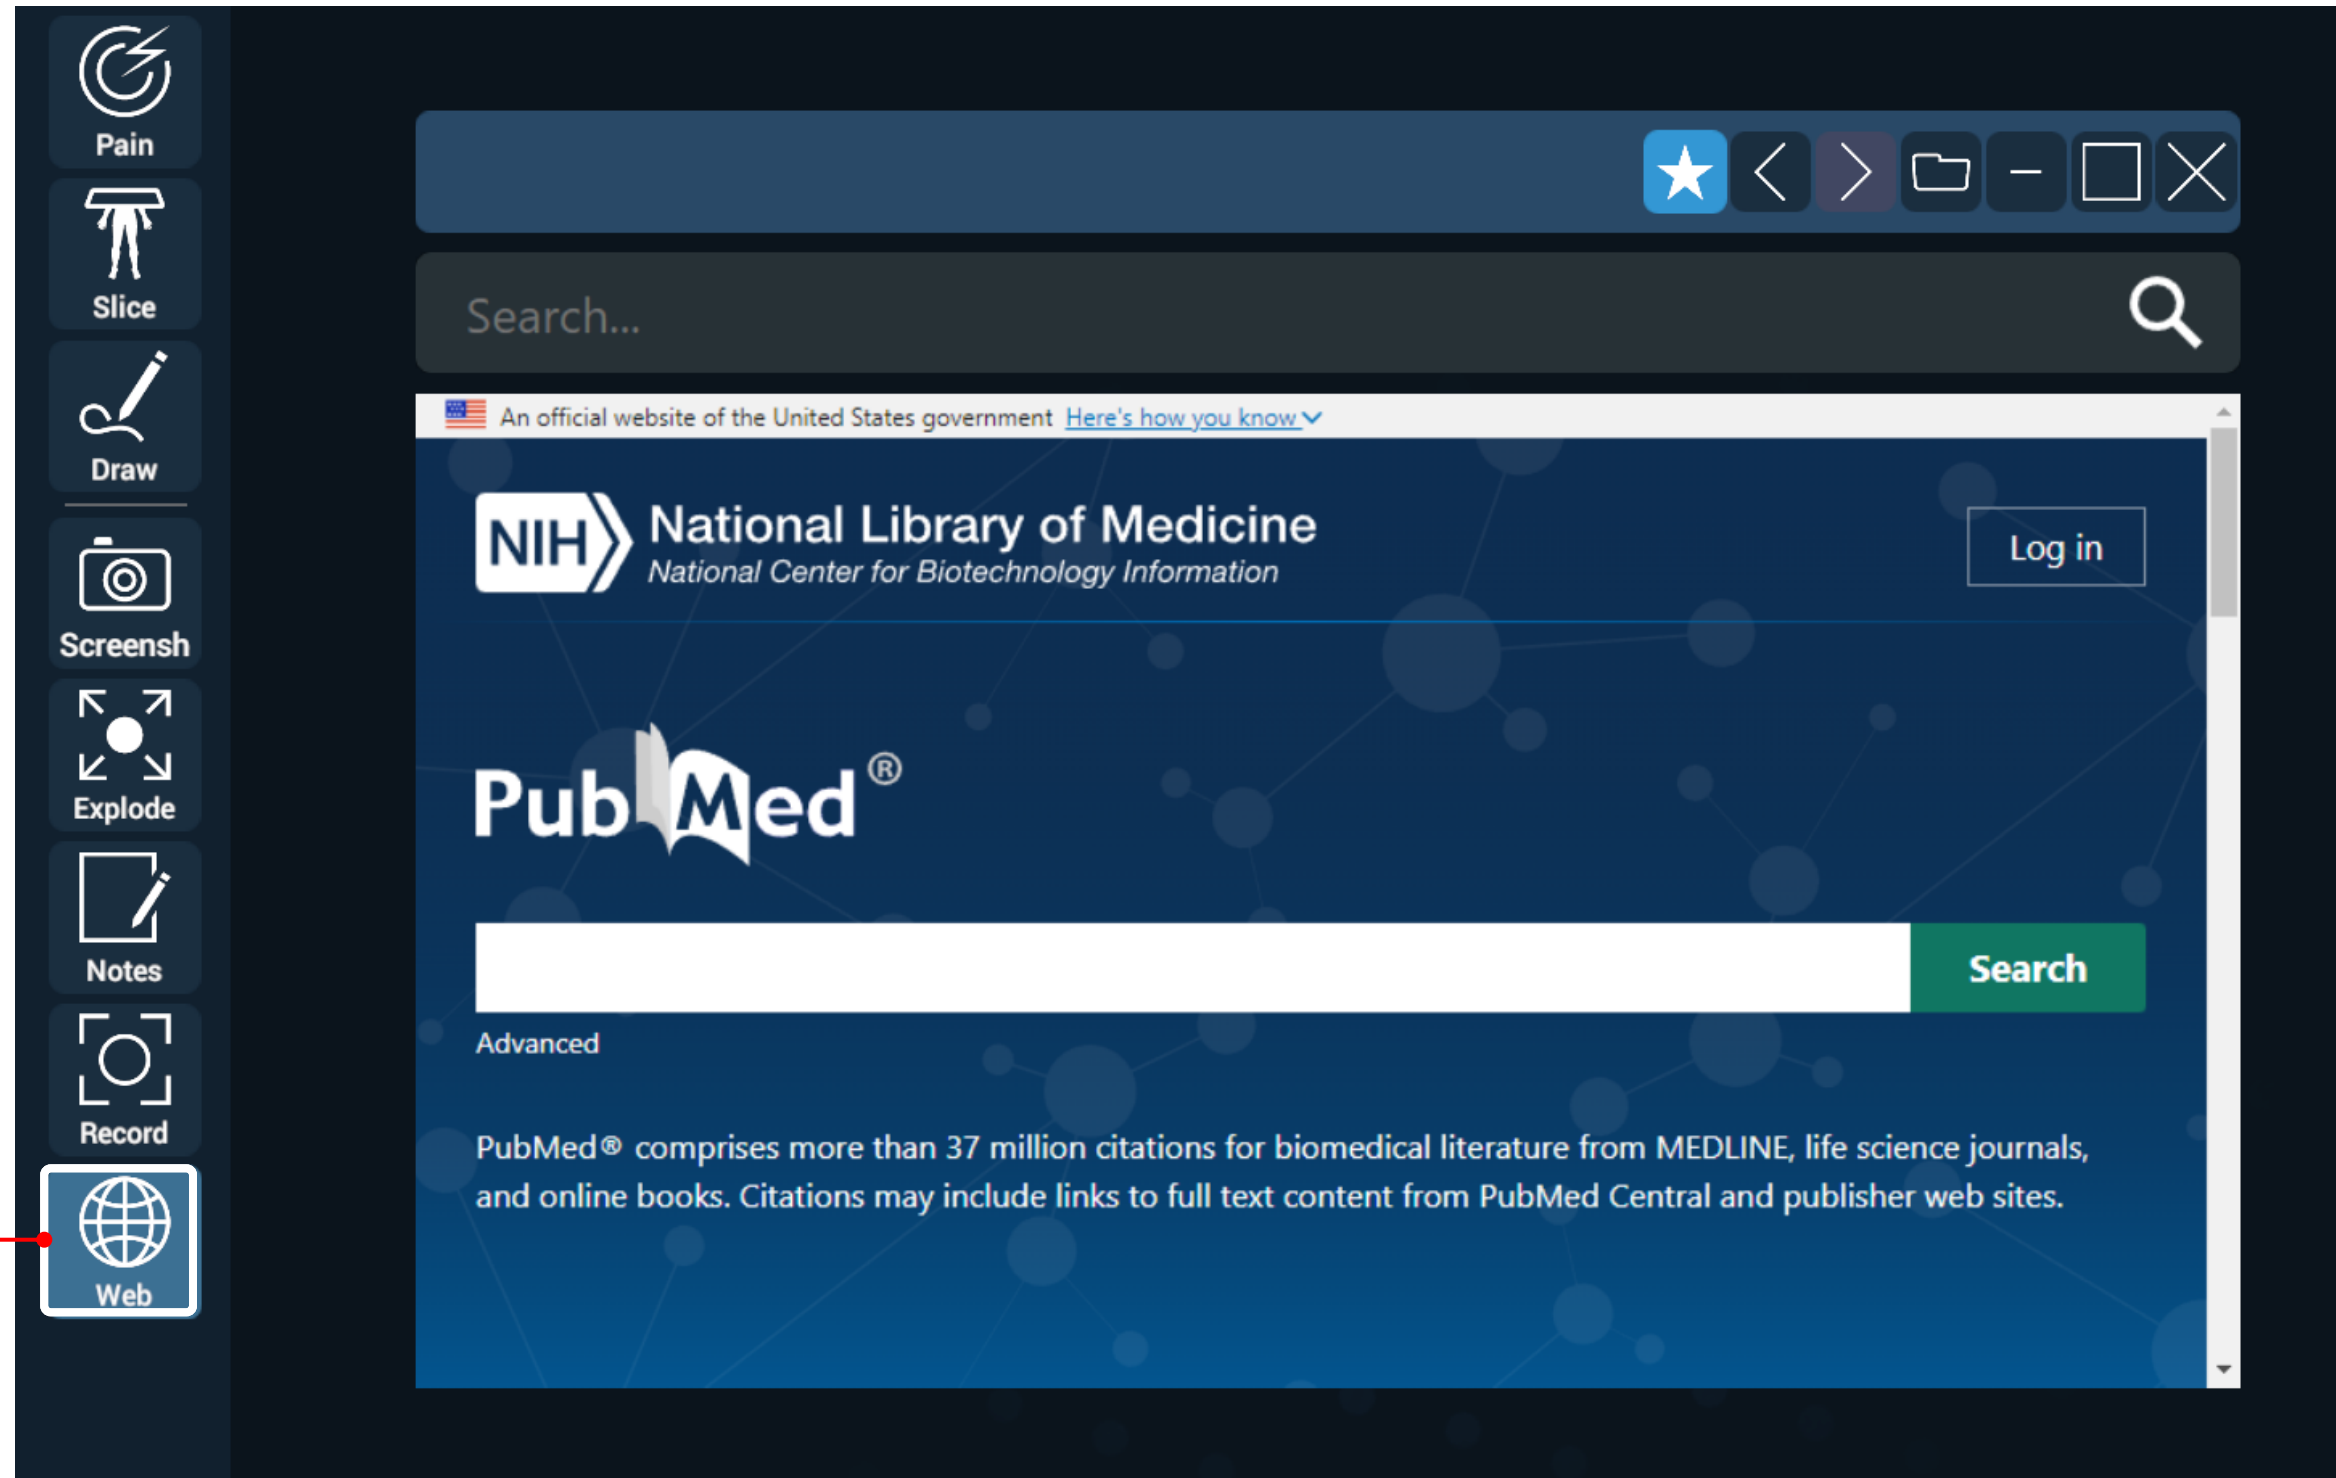 Pain
Slice
Draw
Screensh
Explode
Notes
Record
Web
Search...
An official website of the United States government Here's how you know
NIH National Library of Medicine
National Center for Biotechnology Information
Log in
PubMed®
Search
Advanced
PubMed® comprises more than 37 million citations for biomedical literature from MEDLINE, life science journals,
and online books. Citations may include links to full text content from PubMed Central and publisher web sites.